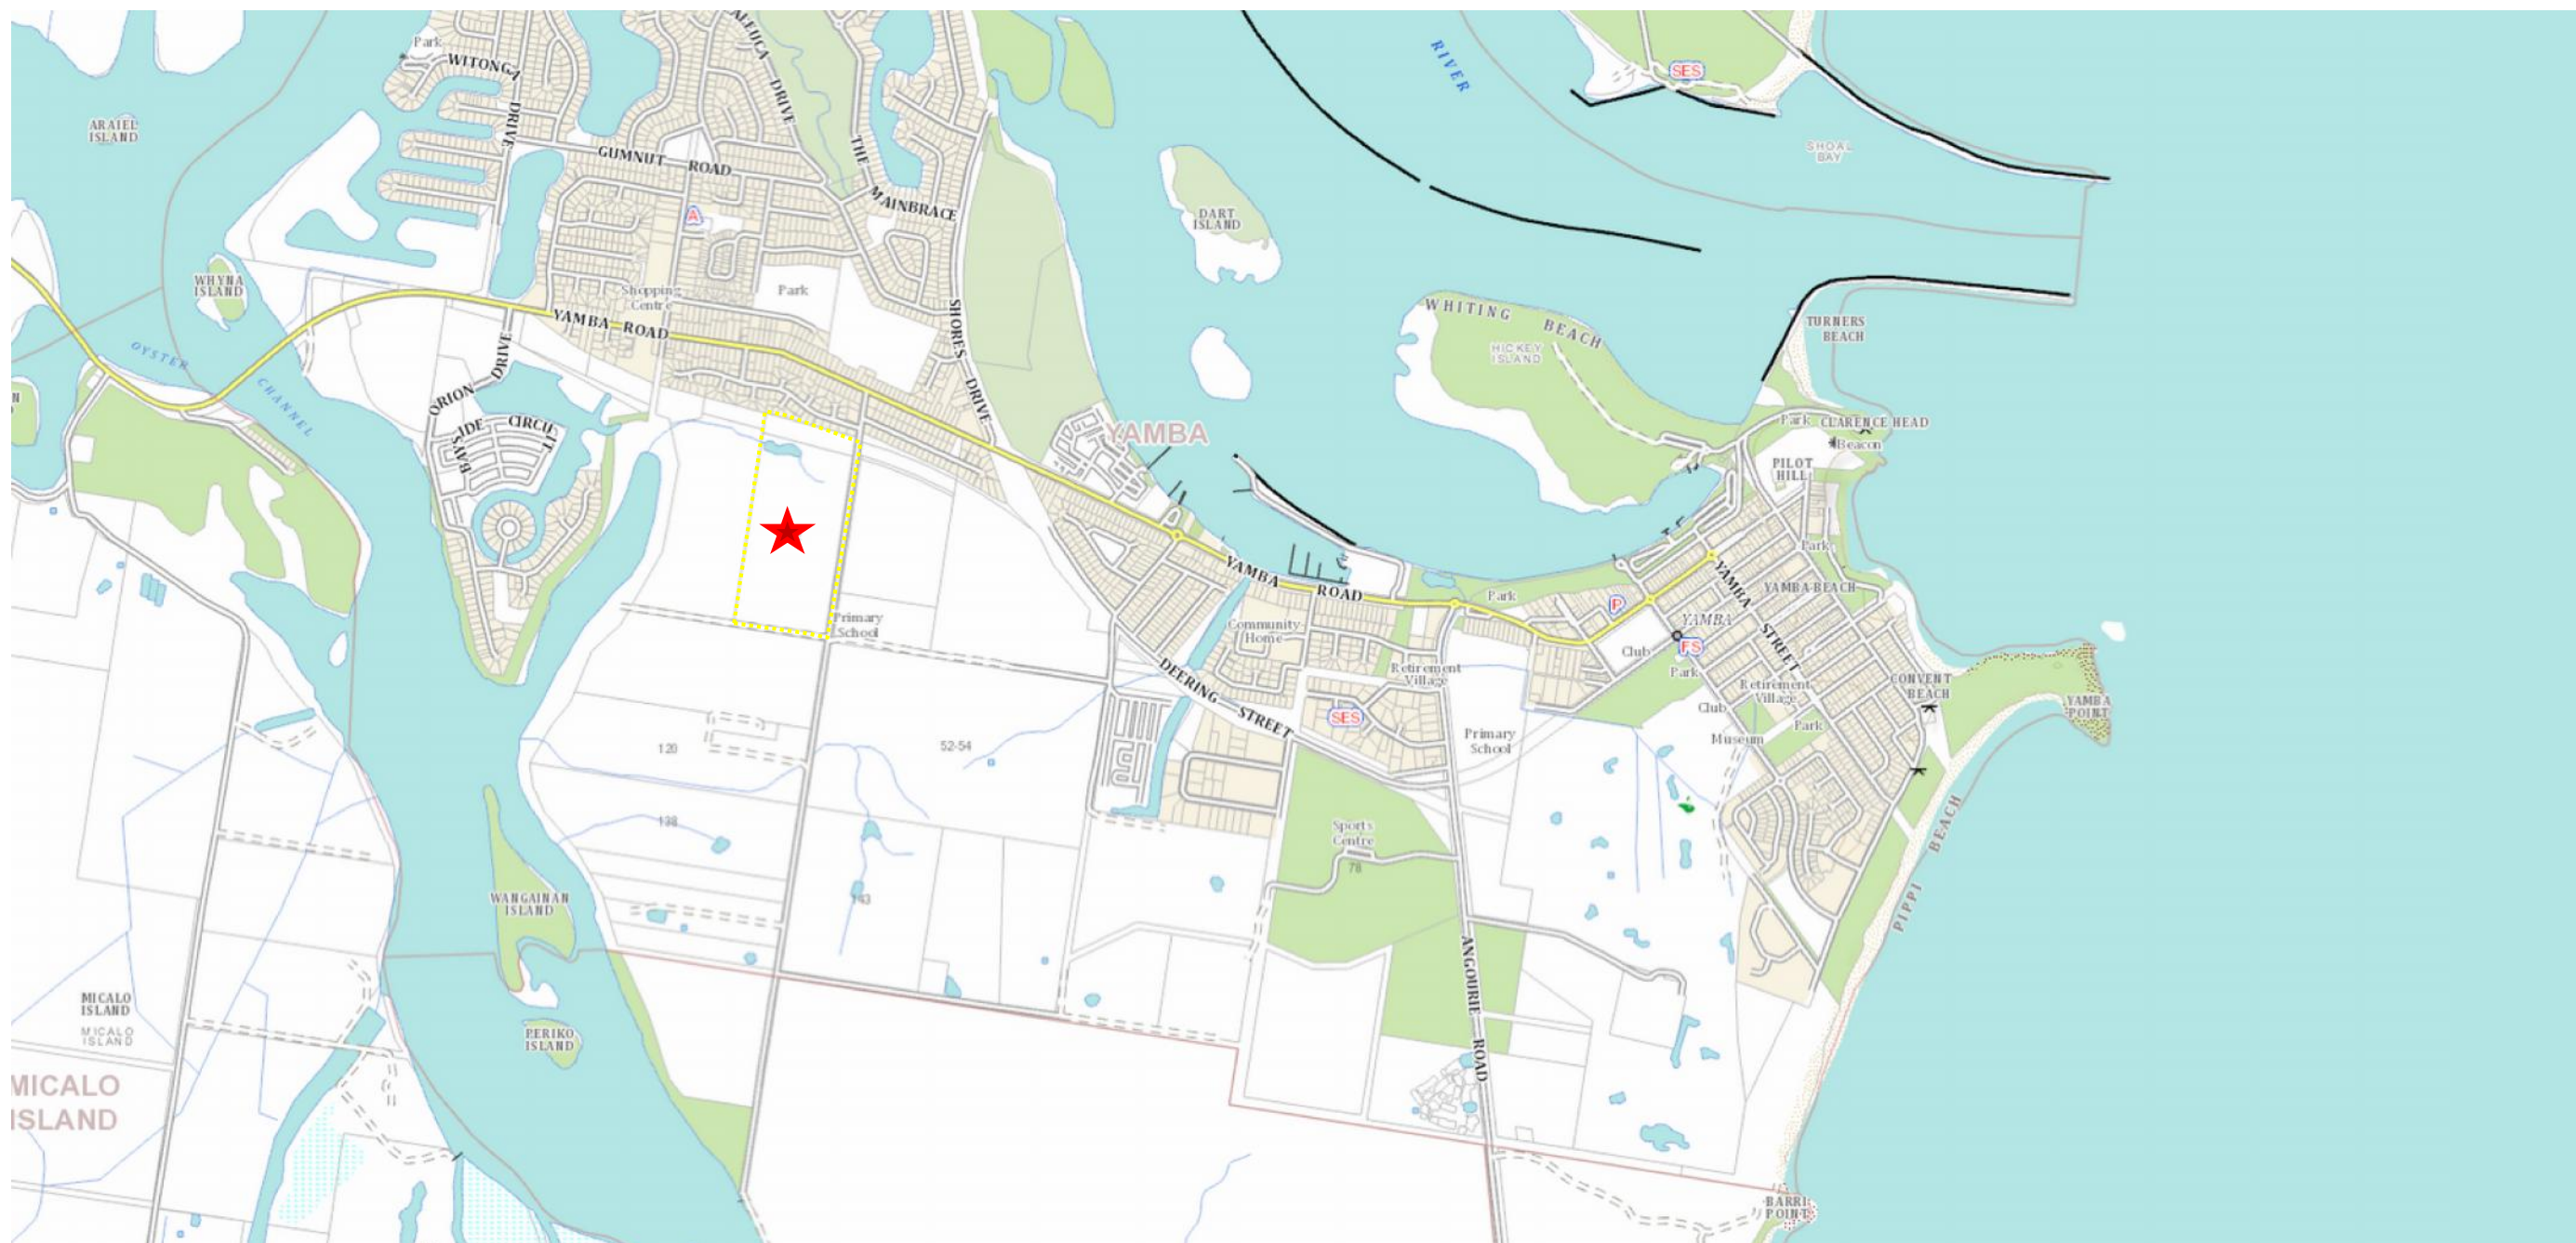 Park
WITONGA
DRIVE
ALEUCA DRIVE
RIVER
SES
ARAIEL
ISLAND
THE
MAINBRACE
GUMNUT ROAD
SHOAL
BAY
A
DART
ISLAND
WHYNA
ISLAND
Shopping
Centre
Park
WHITING BEACH
HICKEY
ISLAND
TURNERS
BEACH
YAMBA ROAD
SHORES DRIVE
OYSTER
CHANNEL
N
ORION DRIVE
BAYSIDE CIRCUIT
YAMBA
Park
CLARENCE HEAD
Beacon
PILOT
HILL
Park
YAMBA ROAD
Park
P
YAMBA BEACH
YAMBA
YAMBA STREET
Primary
School
Community
Home
Club
FS
Park
Retirement
Village
Retirement
Village
CONVENT
BEACH
YAMBA
POINT
DEERING STREET
SES
Club
Park
Primary
School
Museum
120
52-54
138
143
Sports
Centre
78
PIPPI BEACH
WANGAINAN
ISLAND
ANGOURIE ROAD
MICALO
ISLAND
MICALO
ISLAND
PERIKO
ISLAND
MICALO
ISLAND
BARRI
POINT